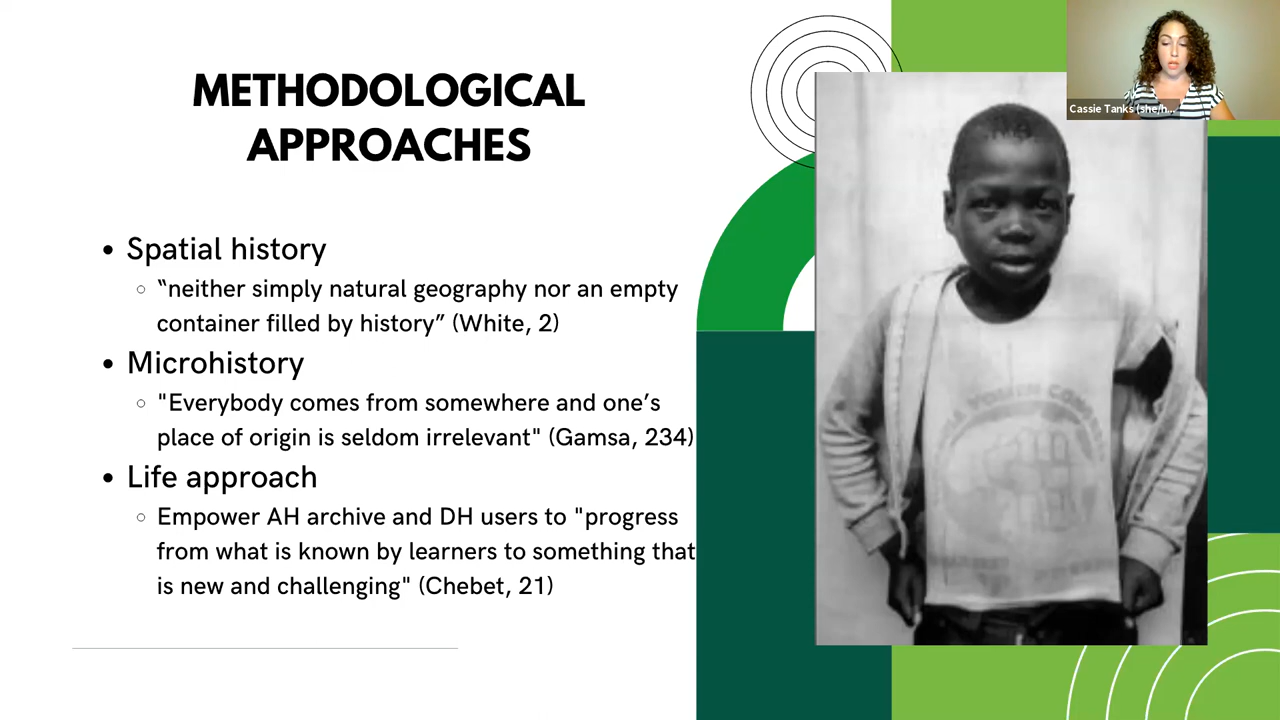 METHODOLOGICAL
APPROACHES
• Spatial history
○ “neither simply natural geography nor an empty
container filled by history” (White, 2)
• Microhistory
○ "Everybody comes from somewhere and one’s
place of origin is seldom irrelevant" (Gamsa, 234)
• Life approach
○ Empower AH archive and DH users to "progress
from what is known by learners to something that
is new and challenging" (Chebet, 21)
Cassie Tanks (she/h...
YOUTH